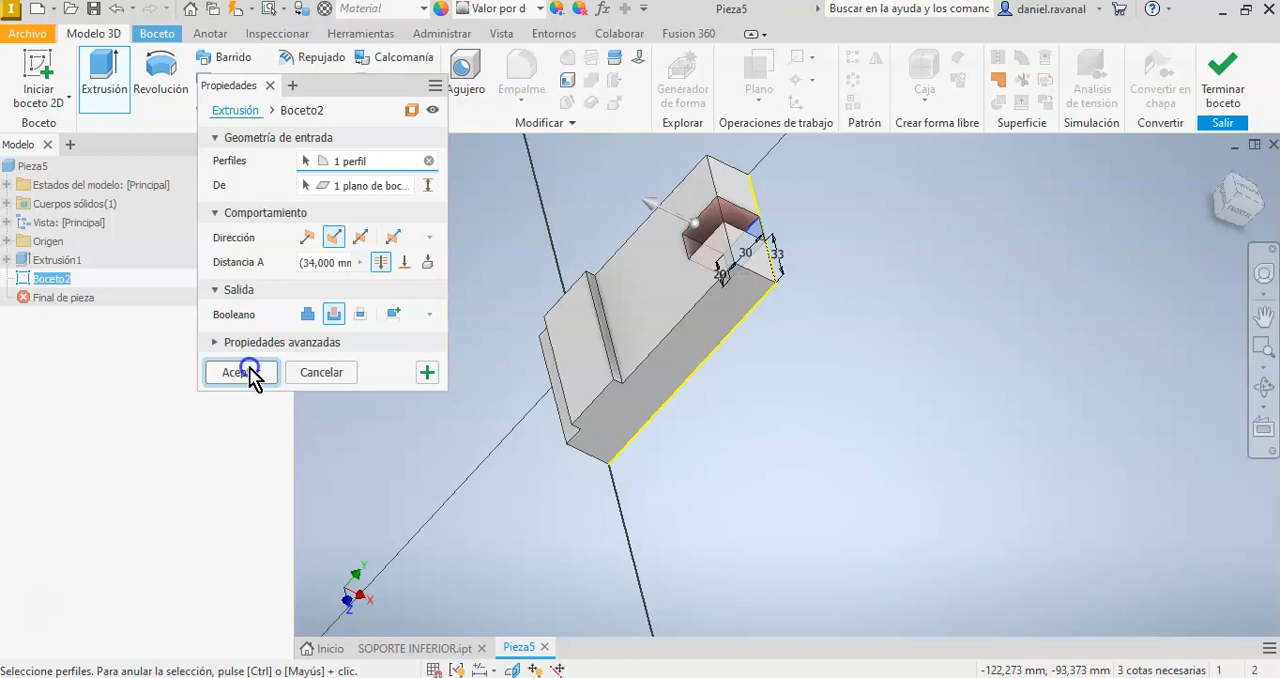 Material
Valor por d
Pieza5
Buscar en la ayuda y los comanc
daniel.ravanal
Archivo
Modelo 3D
Boceto
Anotar
Inspeccionar
Herramientas
Administrar
Vista
Entornos
Colaborar
Fusion 360
Iniciar
boceto 2D
Extrusión
Revolución
Barrido
Repujado
Calcomanía
Agujero
Empalme
Generador
de forma
Plano
Caja
Análisis
de tensión
Convertir en
chapa
Terminar
boceto
Boceto
Modificar
Explorar
Operaciones de trabajo
Patrón
Crear forma libre
Superficie
Simulación
Convertir
Salir
Modelo
Pieza5
Estados del modelo: [Principal]
Cuerpos sólidos(1)
Vista: [Principal]
Origen
Extrusión1
Boceto2
Final de pieza
Propiedades
Extrusión > Boceto2
Geometría de entrada
Perfiles
1 perfil
De
1 plano de boc...
Comportamiento
Dirección
Distancia A
(34,000 mm
Salida
Booleano
Propiedades avanzadas
Cancelar
30
33
20
FRONTAL
Y
X
Z
Inicio
SOPORTE INFERIOR.ipt
Pieza5
Seleccione perfiles. Para anular la selección, pulse [Ctrl] o [Mayús] + clic.
-122,273 mm, -93,373 mm
3 cotas necesarias
1
2